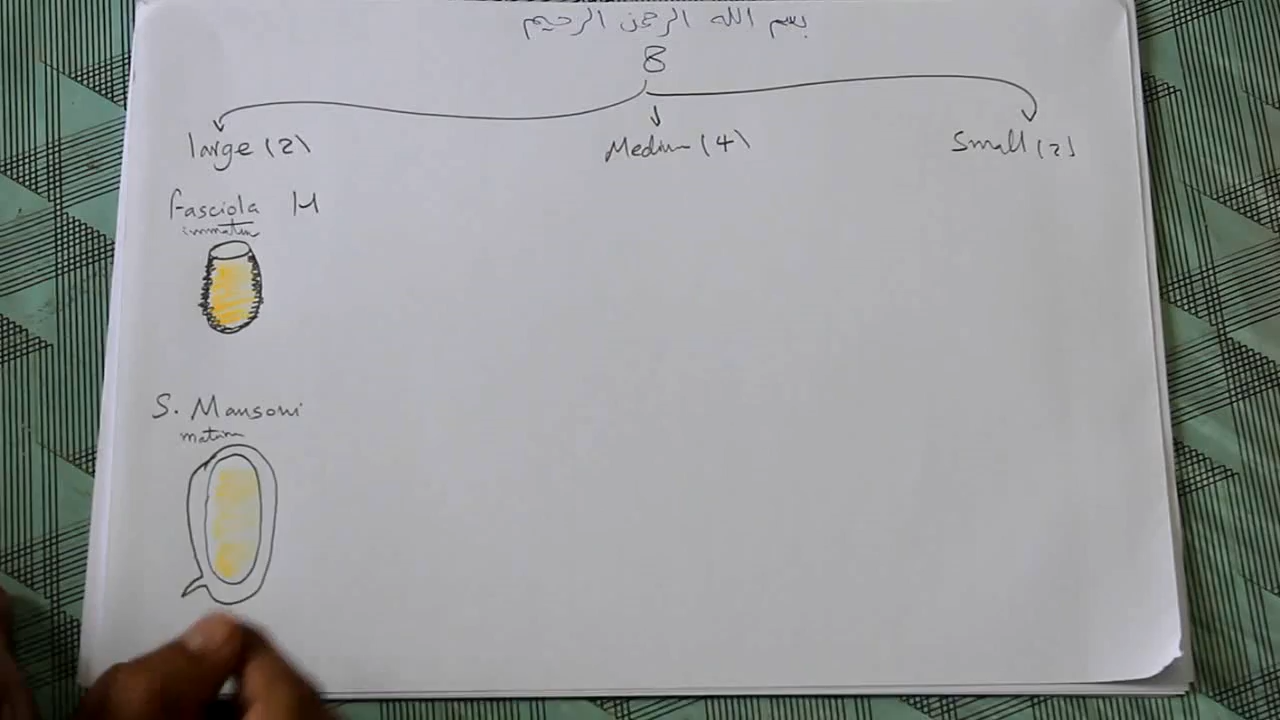 بسم الله الرحمن الرحيم
8
large (2)
Medium (4)
Small (2)
fasciola H
immature
S. Mansoni
mature